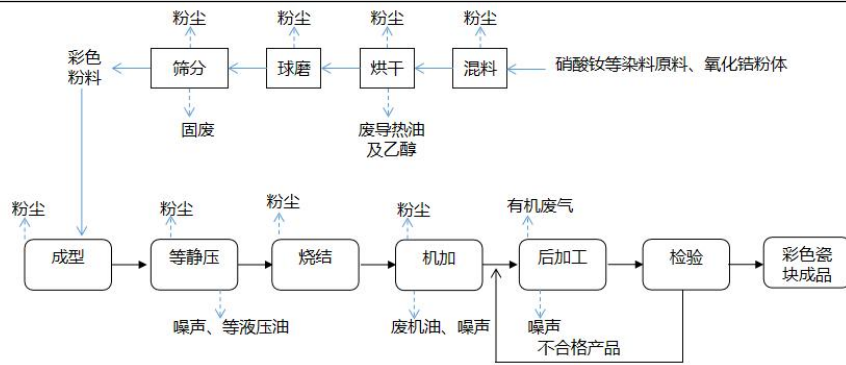 粉尘
粉尘
粉尘
粉尘
彩色
粉料
筛分
球磨
烘干
混料
硝酸钕等染料原料、氧化锆粉体
固废
废导热油
及乙醇
粉尘
粉尘
粉尘
粉尘
有机废气
成型
等静压
烧结
机加
后加工
检验
彩色瓷
块成品
噪声、等液压油
废机油、噪声
噪声
不合格产品